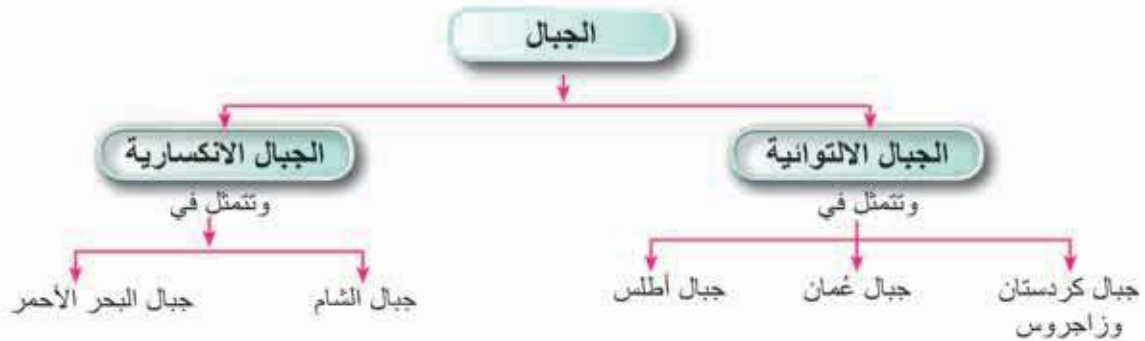 الجبال
الجبال الالتوائية
الجبال الانكسارية
وتتمثل في
وتتمثل في
جبال كردستان
وزاجروس
جبال عُمان
جبال أطلس
جبال الشام
جبال البحر الأحمر